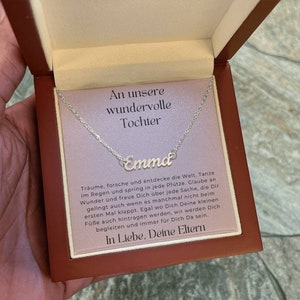 An unsere
wundervolle
Tochter
Emma
Träume, forsche und entdecke die Welt. Tanze
im Regen und spring in jede Pfütze. Glaube an
Wunder und freue Dich über jede Sache, die Dir
gelingt auch wenn es manchmal nicht beim
ersten Mal klappt. Egal wo Dich Deine kleinen
Füße auch hintragen werden, wir werden Dich
begleiten und immer für Dich Da sein.
In Liebe, Deine Eltern